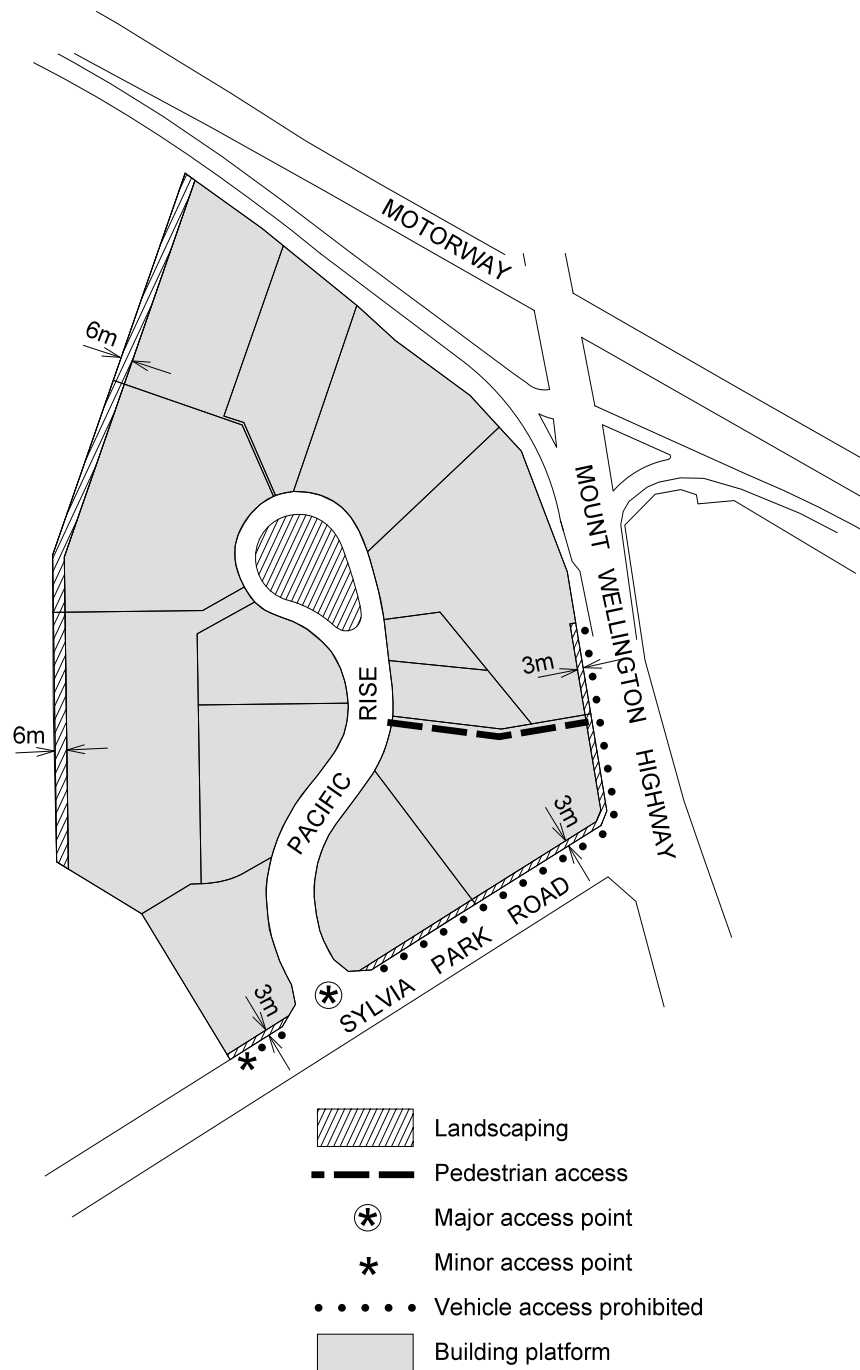 MOTORWAY
6m
MOUNT WELLINGTON HIGHWAY
3m
RISE
6m
PACIFIC
3m
SYLVIA PARK ROAD
3m
Landscaping
Pedestrian access
Major access point
Minor access point
Vehicle access prohibited
Building platform